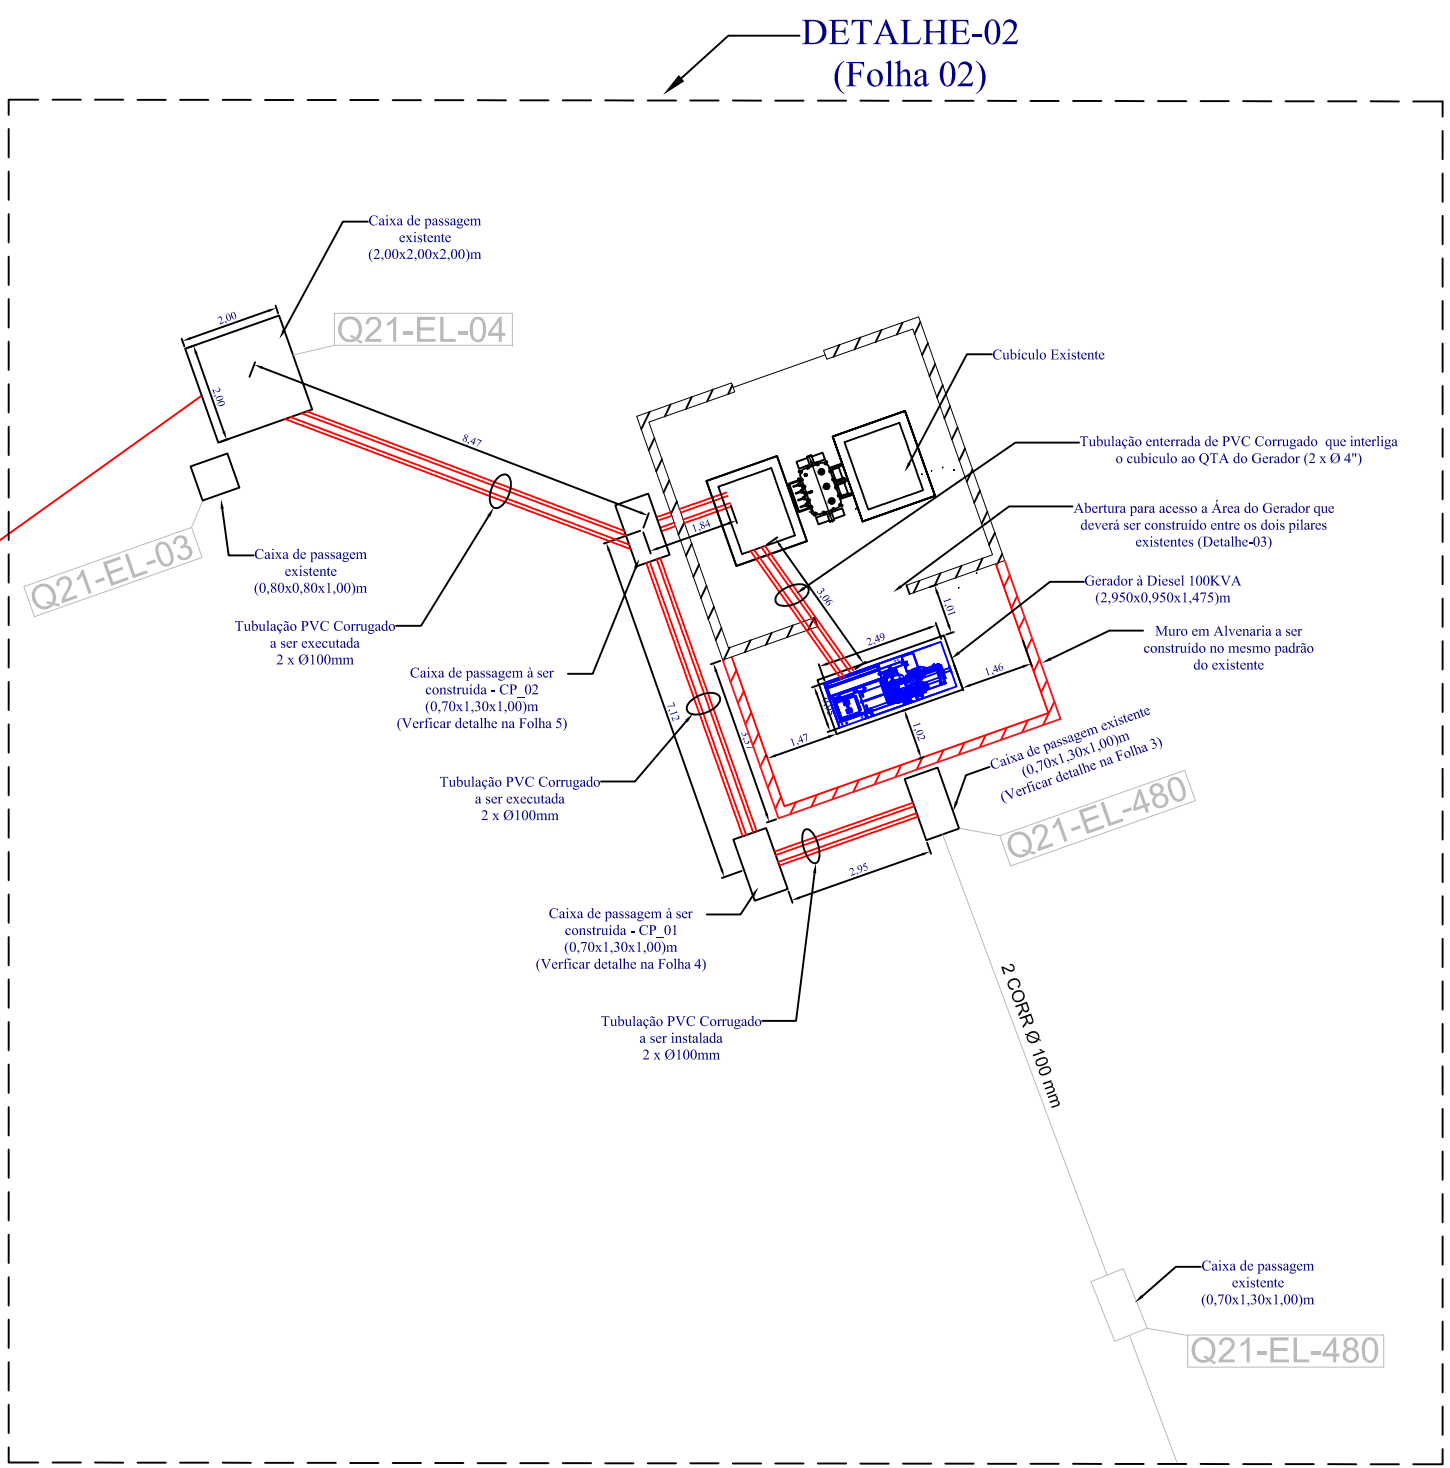 DETALHE-02
(Folha 02)
Caixa de passagem
existente
(2,00x2,00x2,00)m
2,00
Q21-EL-04
2,00
8,47
Cubículo Existente
Tubulação enterrada de PVC Corrugado que interliga
o cubículo ao QTA do Gerador (2 x Ø 4")
Abertura para acesso a Área do Gerador que
deverá ser construído entre os dois pilares
existentes (Detalhe-03)
1,84
Q21-EL-03
Caixa de passagem
existente
(0,80x0,80x1,00)m
Gerador à Diesel 100KVA
(2,950x0,950x1,475)m
3,06
1,01
Tubulação PVC Corrugado
a ser executada
2 x Ø100mm
Muro em Alvenaria a ser
construído no mesmo padrão
do existente
2,49
1,46
Caixa de passagem à ser
construída - CP_02
(0,70x1,30x1,00)m
(Verficar detalhe na Folha 5)
7,12
3,37
1,47
1,02
Caixa de passagem existente
(0,70x1,30x1,00)m
(Verficar detalhe na Folha 3)
Q21-EL-480
Tubulação PVC Corrugado
a ser executada
2 x Ø100mm
2,95
Caixa de passagem à ser
construída - CP_01
(0,70x1,30x1,00)m
(Verficar detalhe na Folha 4)
Tubulação PVC Corrugado
a ser instalada
2 x Ø100mm
2 CORR Ø 100 mm
Caixa de passagem
existente
(0,70x1,30x1,00)m
Q21-EL-480